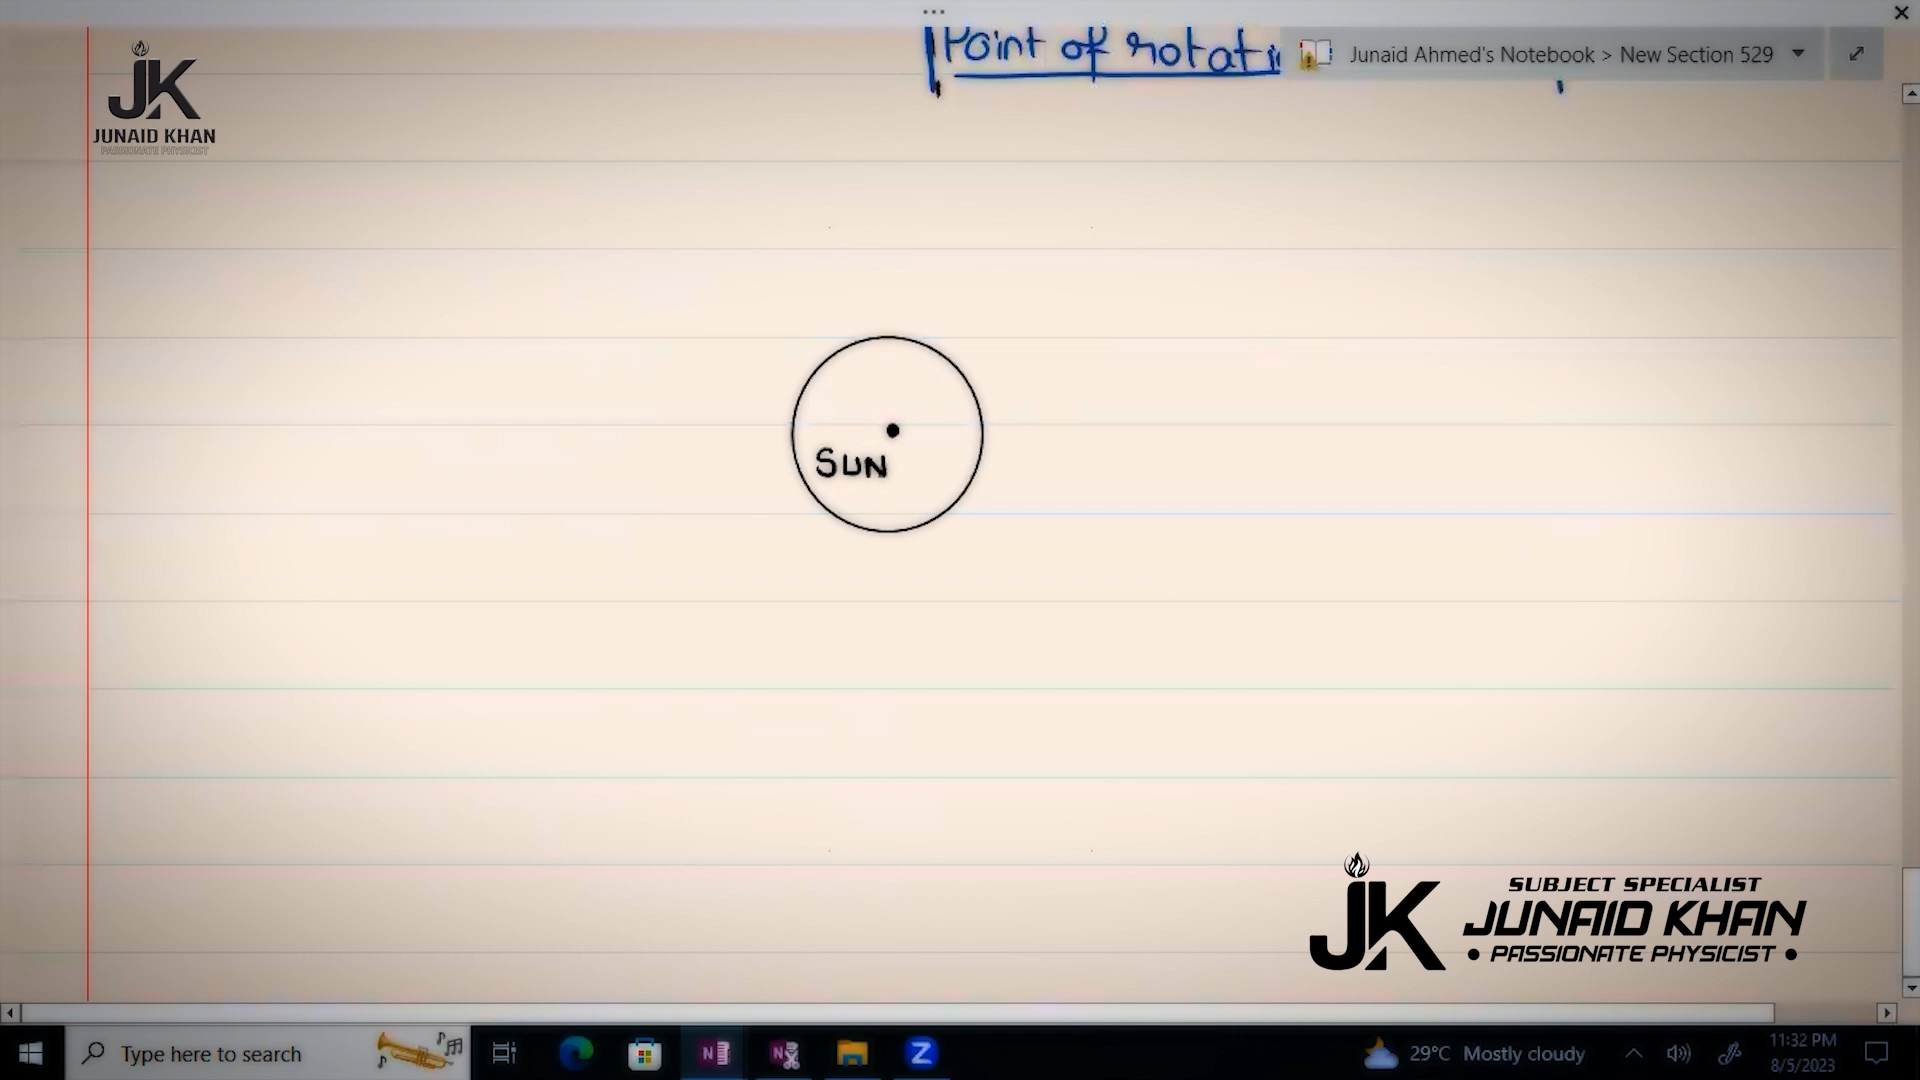 Point of rotati
Junaid Ahmed's Notebook > New Section 529
JK
JUNAID KHAN
PASSIONATE PHYSICIST
SUN
JK
SUBJECT SPECIALIST
JUNAID KHAN
• PASSIONATE PHYSICIST •
Type here to search
29°C Mostly cloudy
11:32 PM
8/5/2023